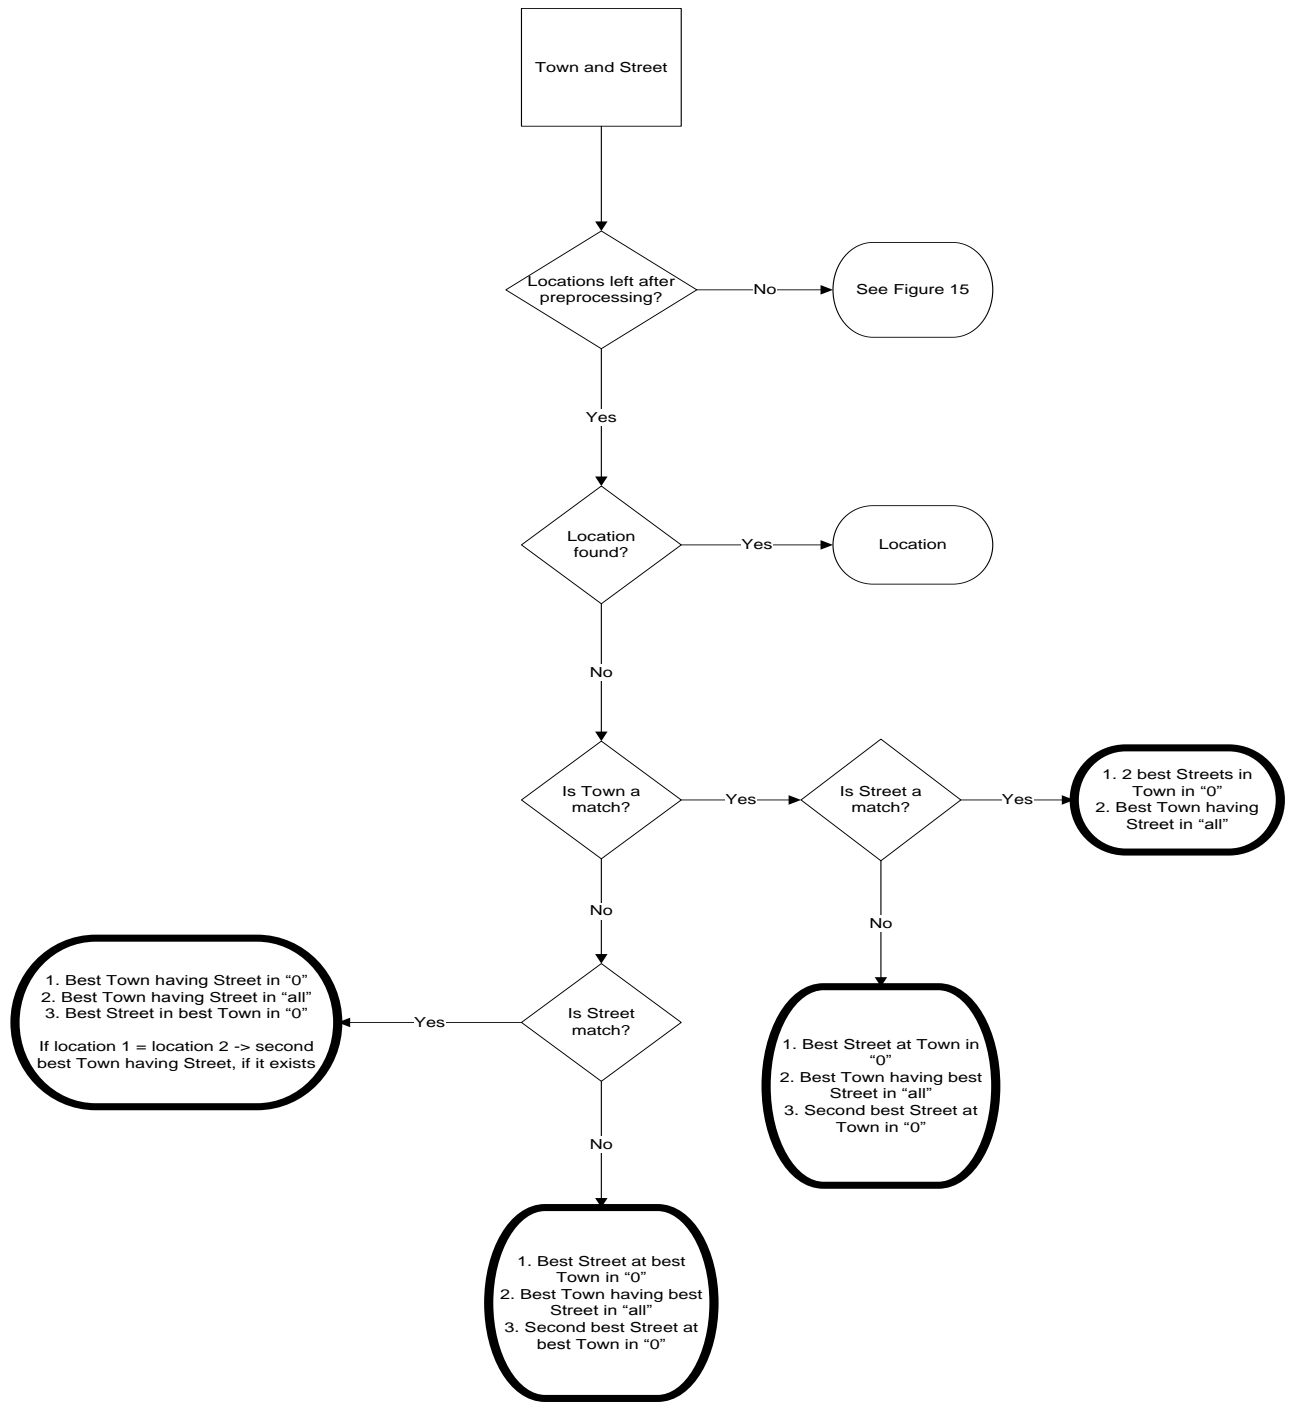 Town and Street
Locations left after
preprocessing?
No
See Figure 15
Yes
Location
found?
Yes
Location
No
Is Town a
match?
Yes
Is Street a
match?
Yes
1. 2 best Streets in
Town in “0”
2. Best Town having
Street in “all”
No
No
1. Best Town having Street in “0”
2. Best Town having Street in “all”
3. Best Street in best Town in “0”
If location 1 = location 2 -> second
best Town having Street, if it exists
Yes
Is Street
match?
1. Best Street at Town in
“0”
2. Best Town having best
Street in “all”
3. Second best Street at
Town in “0”
No
1. Best Street at best
Town in “0”
2. Best Town having best
Street in “all”
3. Second best Street at
best Town in “0”